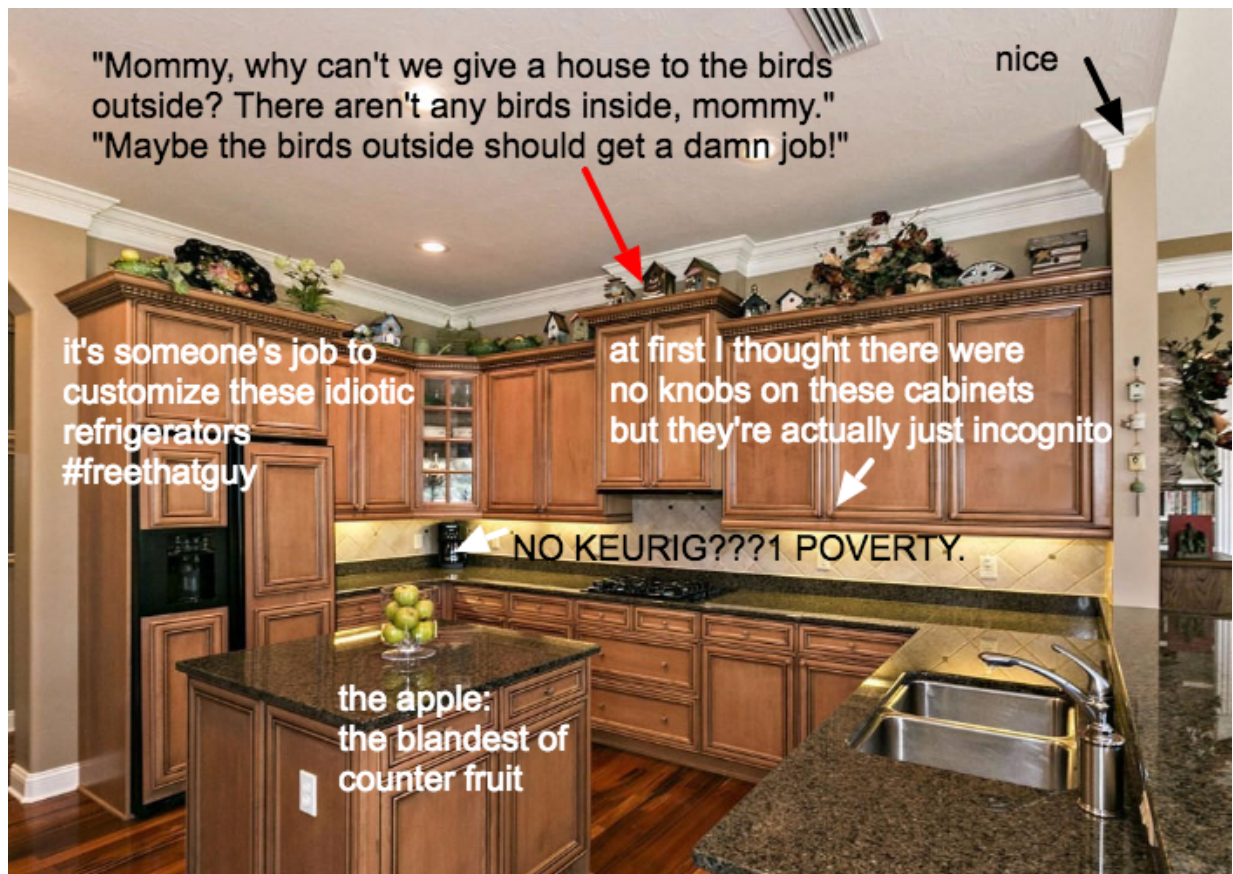 "Mommy, why can't we give a house to the birds
outside? There aren't any birds inside, mommy."
"Maybe the birds outside should get a damn job!"
nice
it's someone's job to
customize these idiotic
refrigerators
#freethatguy
at first I thought there were
no knobs on these cabinets
but they're actually just incognito
NO KEURIG???1 POVERTY.
the apple:
the blandest of
counter fruit